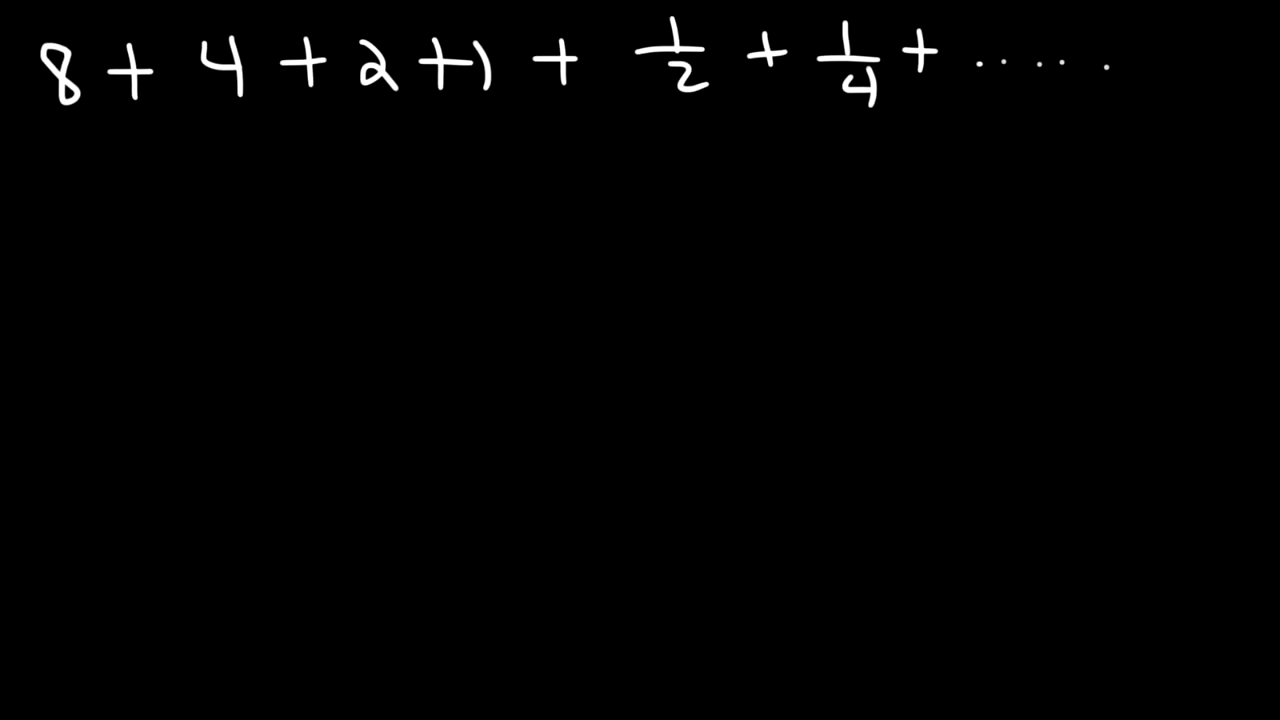 8 + 4 + 2 + 1 + 1/2 + 1/4 + .....